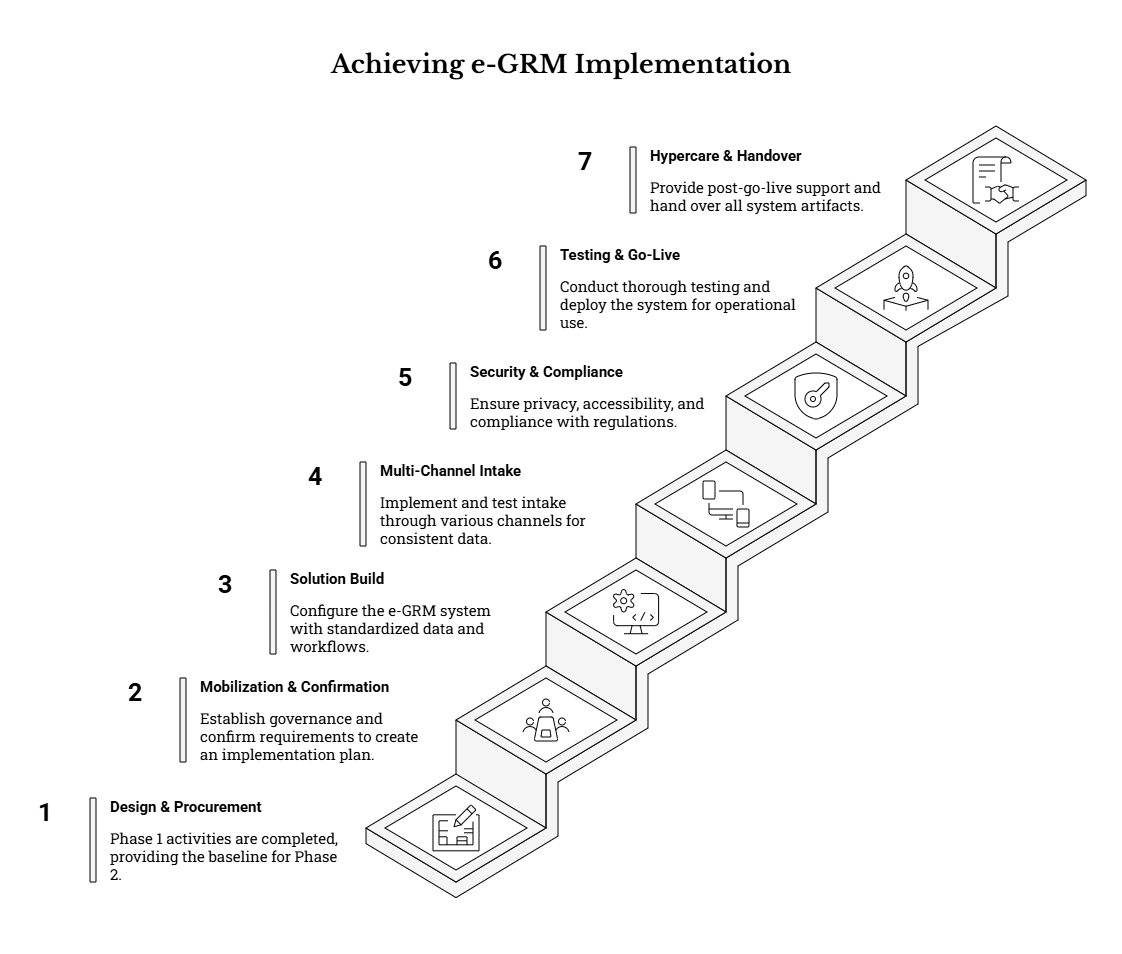 Achieving e-GRM Implementation
7
Hypercare & Handover
Provide post-go-live support and
hand over all system artifacts.
6
Testing & Go-Live
Conduct thorough testing and
deploy the system for operational
use.
5
Security & Compliance
Ensure privacy, accessibility, and
compliance with regulations.
4
Multi-Channel Intake
Implement and test intake
through various channels for
consistent data.
3
Solution Build
Configure the e-GRM system
with standardized data and
workflows.
2
Mobilization & Confirmation
Establish governance and
confirm requirements to create
an implementation plan.
1
Design & Procurement
Phase 1 activities are completed,
providing the baseline for Phase
2.